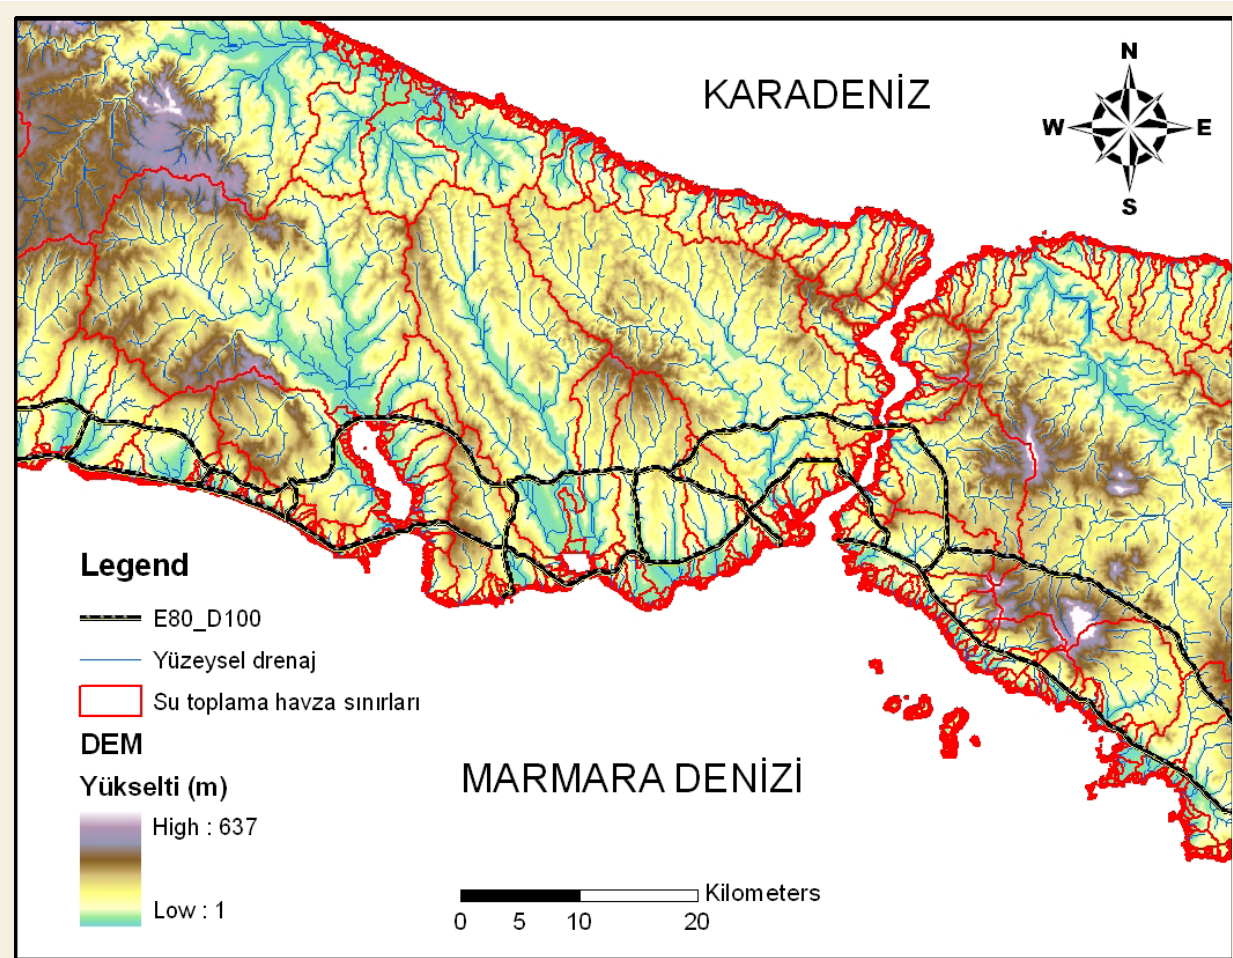 N
KARADENİZ
W E
S
Legend
E80_D100
Yüzeysel drenaj
Su toplama havza sınırları
DEM
MARMARA DENİZİ
Yükselti (m)
High : 637
Low : 1
Kilometers
0 5 10 20